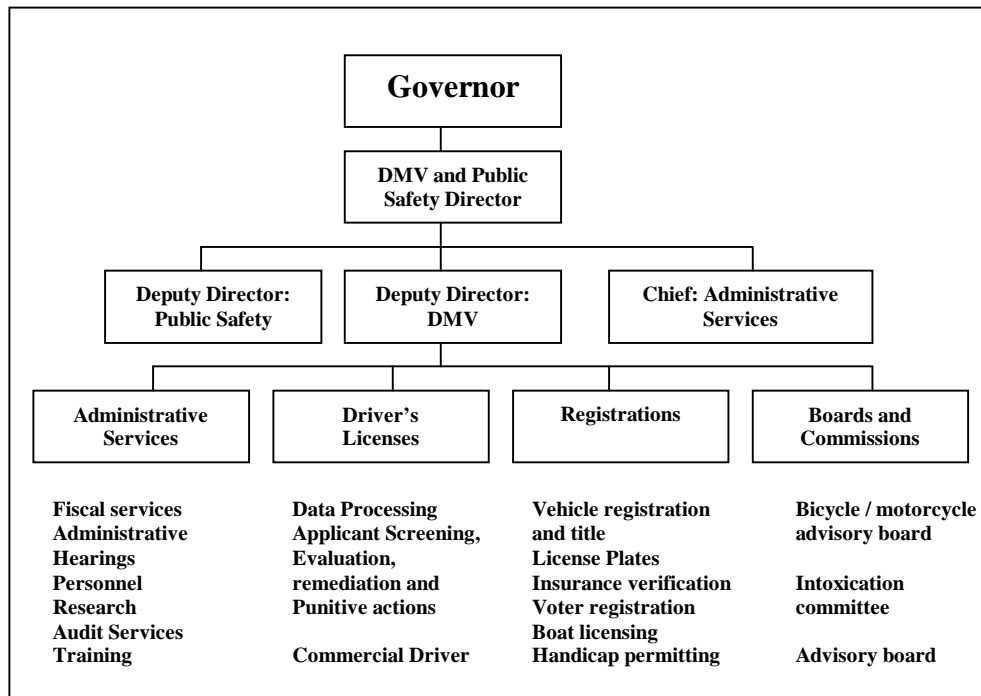 Governor
DMV and Public
Safety Director
Deputy Director:
Public Safety
Deputy Director:
DMV
Chief: Administrative
Services
Administrative
Services
Driver's
Licenses
Registrations
Boards and
Commissions
Fiscal services
Administrative
Hearings
Personnel
Research
Audit Services
Training
Data Processing
Applicant Screening,
Evaluation,
remediation and
Punitive actions
Commercial Driver
Vehicle registration
and title
License Plates
Insurance verification
Voter registration
Boat licensing
Handicap permitting
Bicycle / motorcycle
advisory board
Intoxication
committee
Advisory board